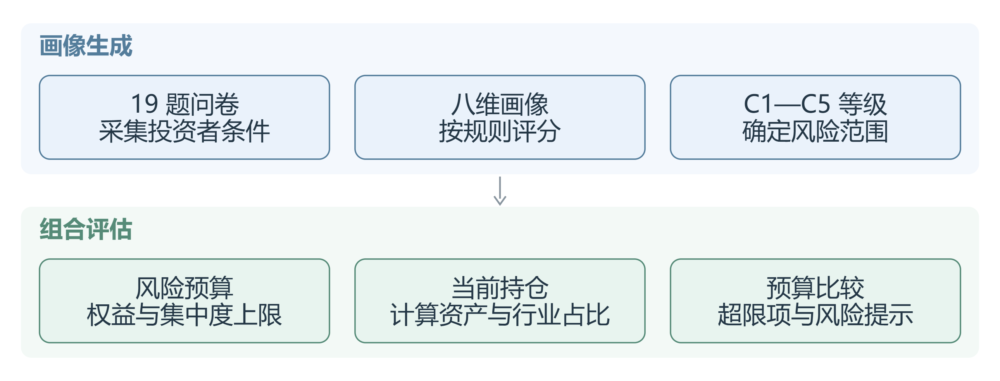 画像生成
19 题问卷
采集投资者条件
八维画像
按规则评分
C1—C5 等级
确定风险范围
组合评估
风险预算
权益与集中度上限
当前持仓
计算资产与行业占比
预算比较
超限项与风险提示